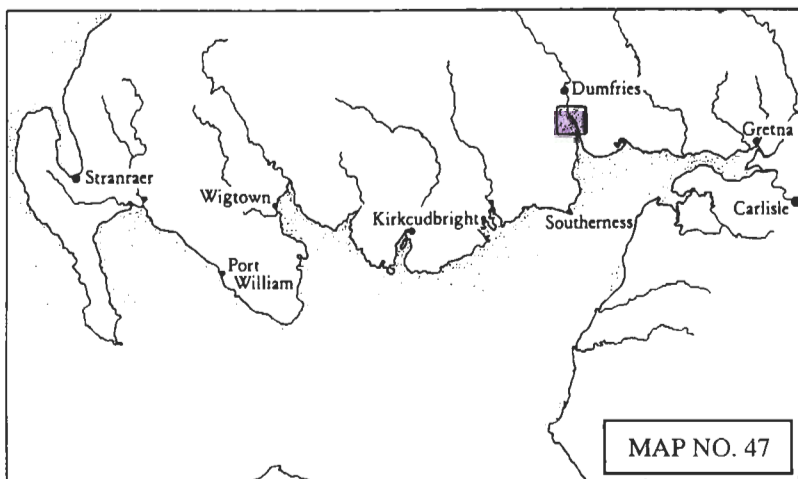 Dumfries
Gretna
Stranraer
Wigtown
Kirkcudbright
Southerness
Carlisle
Port
William
MAP NO. 47